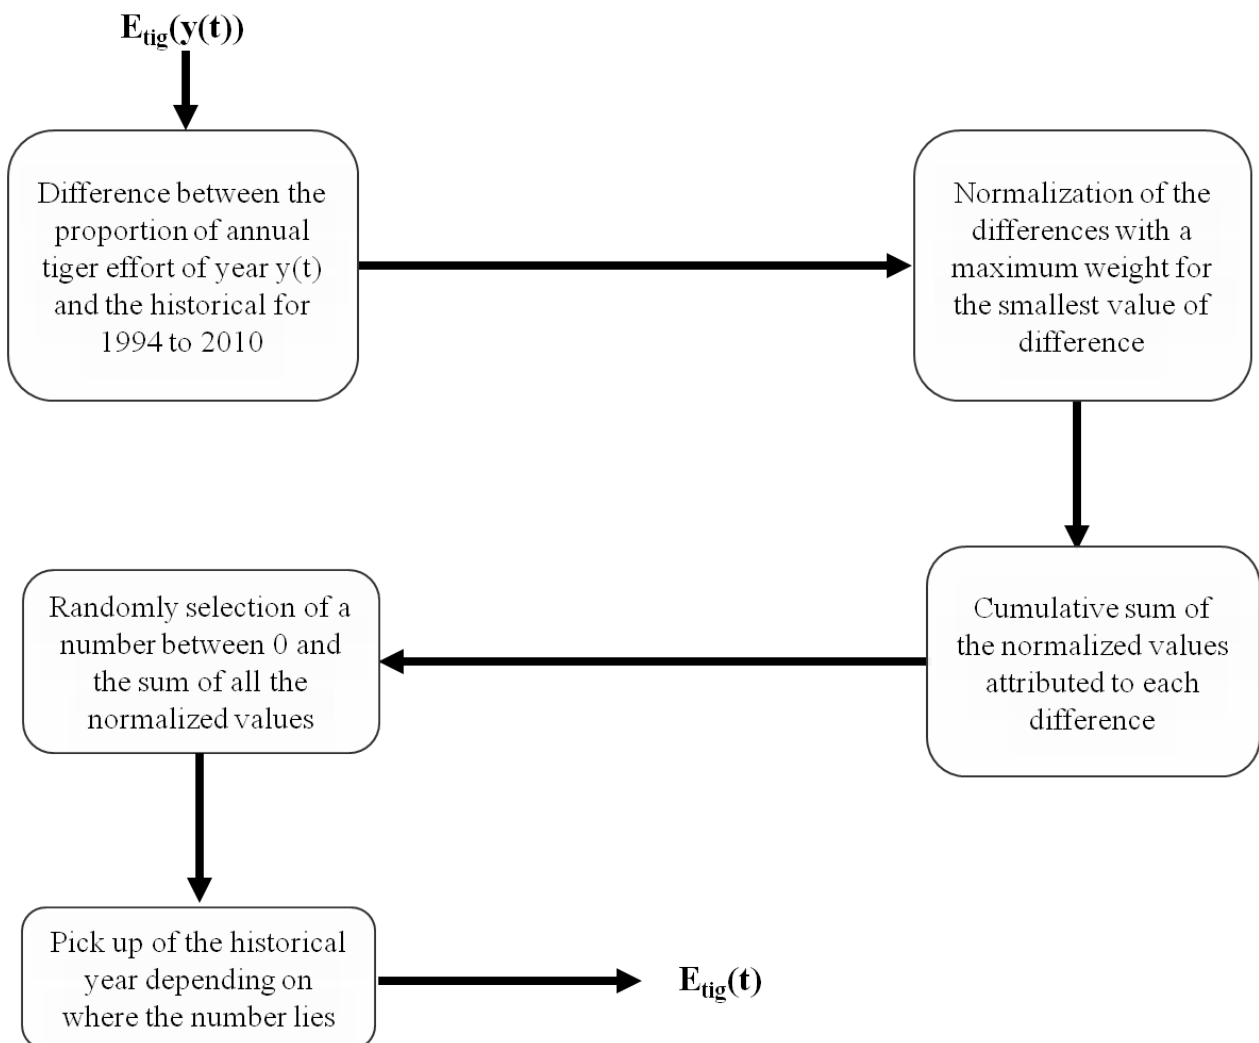 E_tig(y(t))
Difference between the
proportion of annual
tiger effort of year y(t)
and the historical for
1994 to 2010
Normalization of the
differences with a
maximum weight for
the smallest value of
difference
Cumulative sum of
the normalized values
attributed to each
difference
Randomly selection of a
number between 0 and
the sum of all the
normalized values
Pick up of the historical
year depending on
where the number lies
E_tig(t)